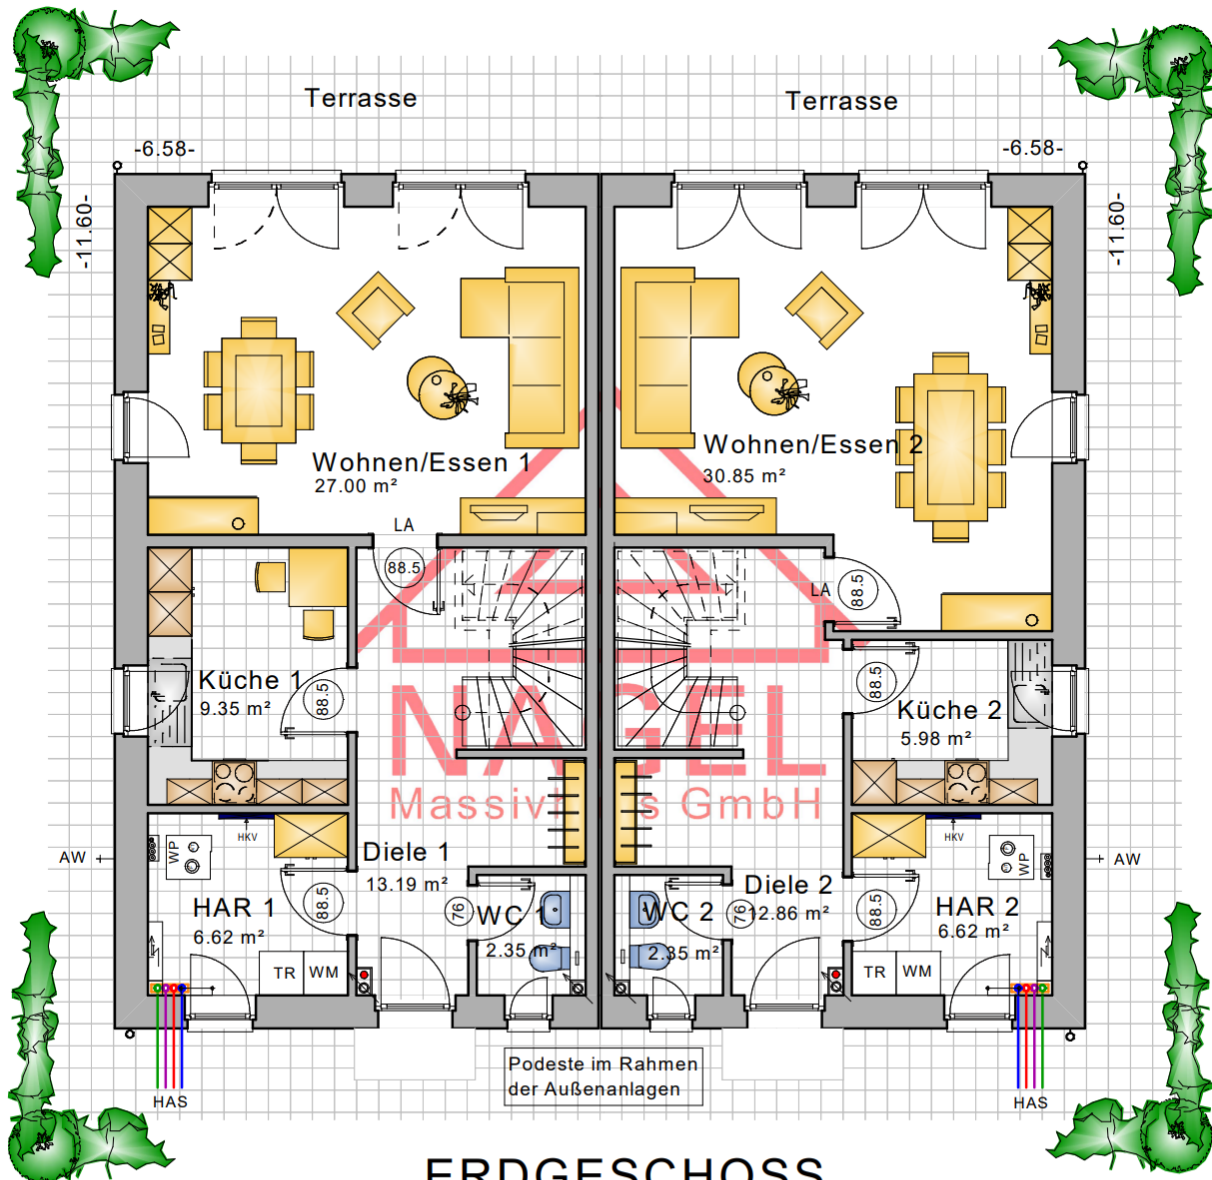 Terrasse
Terrasse
-6.58-
-6.58-
-11.60-
-11.60-
Wohnen/Essen 1
27.00 m²
Wohnen/Essen 2
30.85 m²
LA
88.5
LA
88.5
Küche 1
9.35 m²
88.5
88.5
Küche 2
5.98 m²
NAGEL
Massivhaus GmbH
HKV
HKV
WP
WP
AW
AW
Diele 1
13.19 m²
Diele 2
12.86 m²
HAR 1
6.62 m²
88.5
76
WC 1
2.35 m²
WC 2
2.35 m²
76
88.5
HAR 2
6.62 m²
TR
WM
TR
WM
Podeste im Rahmen
der Außenanlagen
HAS
HAS
ERDGESCHOSS